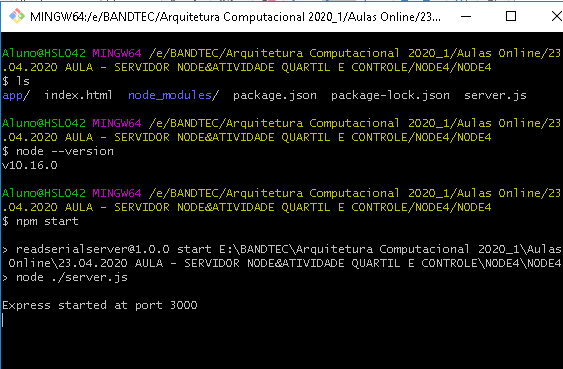 MINGW64:/e/BANDTEC/Arquitetura Computacional 2020_1/Aulas Online/23...
Aluno@HSL042 MINGW64 /e/BANDTEC/Arquitetura Computacional 2020_1/Aulas Online/23
.04.2020 AULA - SERVIDOR NODE&ATIVIDADE QUARTIL E CONTROLE/NODE4/NODE4
$ ls
app/  index.html  node_modules/  package.json  package-lock.json  server.js
Aluno@HSL042 MINGW64 /e/BANDTEC/Arquitetura Computacional 2020_1/Aulas Online/23
.04.2020 AULA - SERVIDOR NODE&ATIVIDADE QUARTIL E CONTROLE/NODE4/NODE4
$ node --version
v10.16.0
Aluno@HSL042 MINGW64 /e/BANDTEC/Arquitetura Computacional 2020_1/Aulas Online/23
.04.2020 AULA - SERVIDOR NODE&ATIVIDADE QUARTIL E CONTROLE/NODE4/NODE4
$ npm start
> readserialserver@1.0.0 start E:\BANDTEC\Arquitetura Computacional 2020_1\Aulas
Online\23.04.2020 AULA - SERVIDOR NODE&ATIVIDADE QUARTIL E CONTROLE\NODE4\NODE4
> node ./server.js
Express started at port 3000